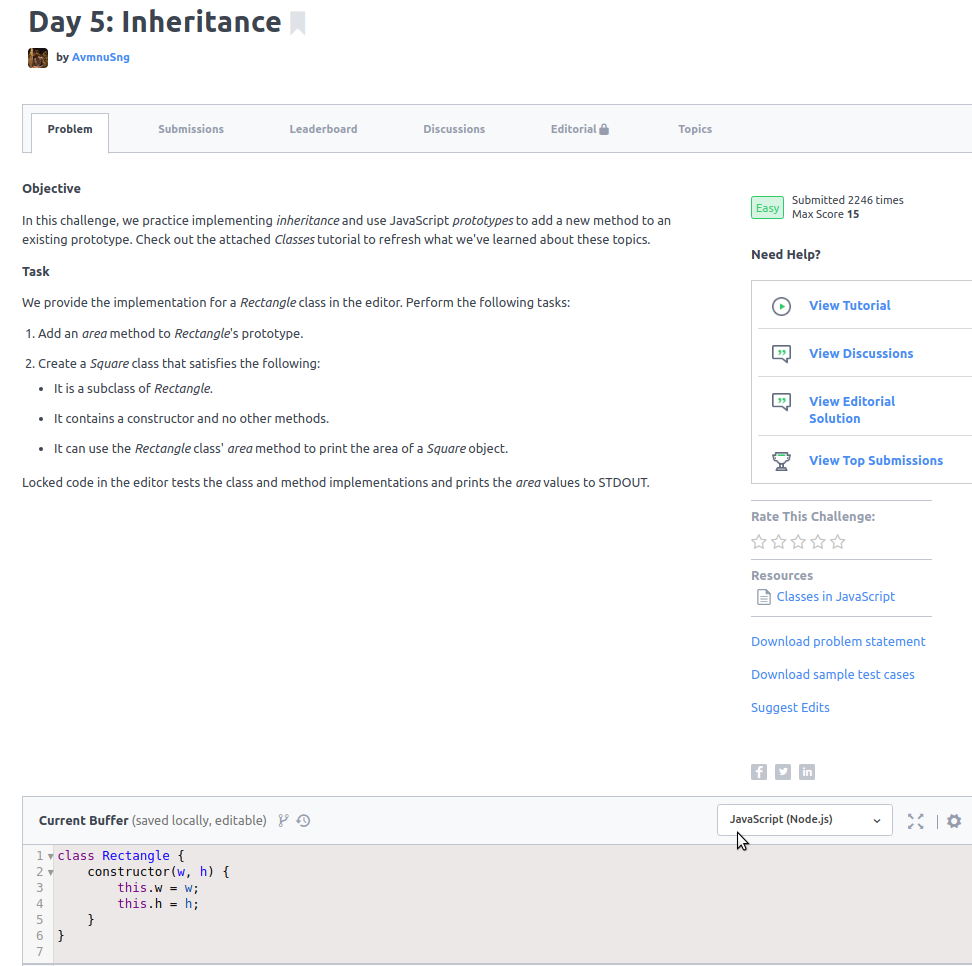 Day 5: Inheritance
by AvmnuSng
Problem Submissions Leaderboard Discussions Editorial Topics
Objective
In this challenge, we practice implementing inheritance and use JavaScript prototypes to add a new method to an
existing prototype. Check out the attached Classes tutorial to refresh what we've learned about these topics.
Task
We provide the implementation for a Rectangle class in the editor. Perform the following tasks:
1. Add an area method to Rectangle's prototype.
2. Create a Square class that satisfies the following:
• It is a subclass of Rectangle.
• It contains a constructor and no other methods.
• It can use the Rectangle class' area method to print the area of a Square object.
Locked code in the editor tests the class and method implementations and prints the area values to STDOUT.
Easy
Submitted 2246 times
Max Score 15
Need Help?
View Tutorial
View Discussions
View Editorial
Solution
View Top Submissions
Rate This Challenge:
Resources
Classes in JavaScript
Download problem statement
Download sample test cases
Suggest Edits
Current Buffer (saved locally, editable) JavaScript (Node.js)
1 class Rectangle {
2 constructor(w, h) {
3 this.w = w;
4 this.h = h;
5 }
6 }
7